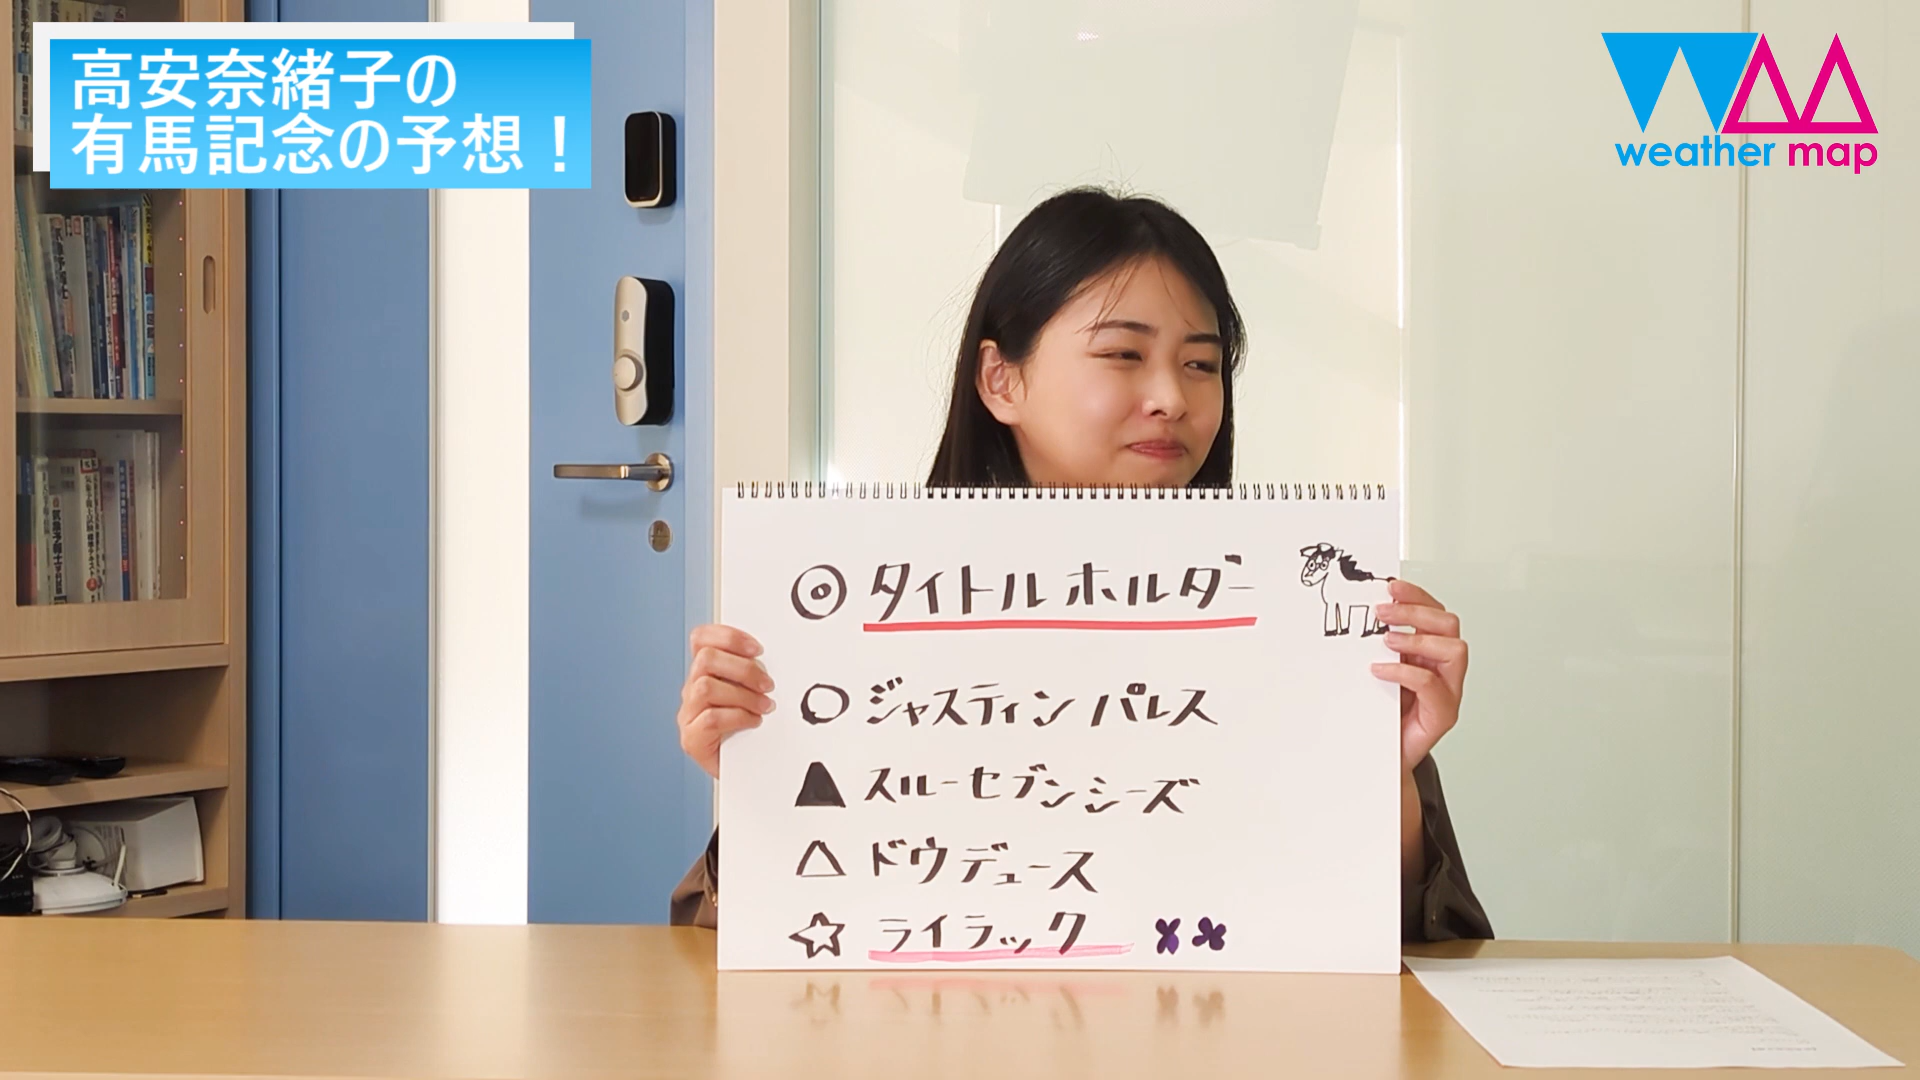 高安奈緒子の
有馬記念の予想！
weather map
◎タイトルホルダー
○ジャスティンパレス
▲スルーセブンシーズ
△ドウデュース
☆ライラック